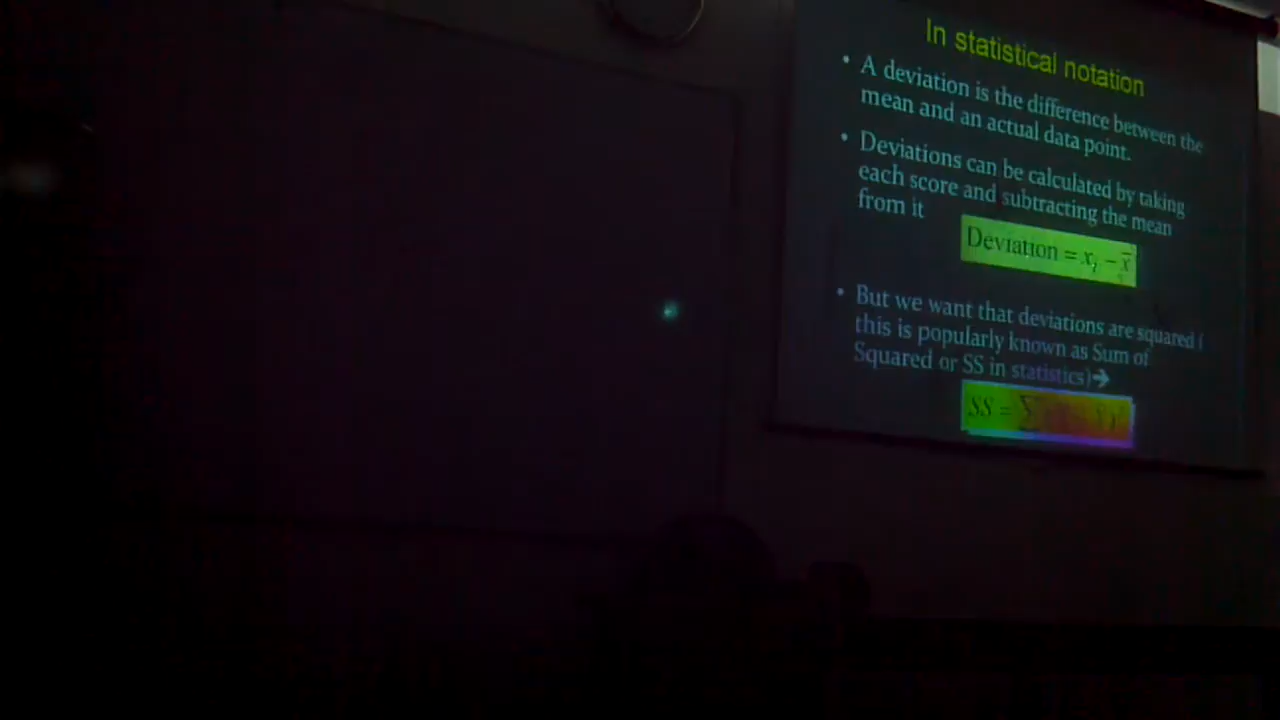 In statistical notation
• A deviation is the difference between the
mean and an actual data point.
• Deviations can be calculated by taking
each score and subtracting the mean
from it
Deviation = xᵢ − x̅
• But we want that deviations are squared (
this is popularly known as Sum of
Squared or SS in statistics)→
SS = ∑